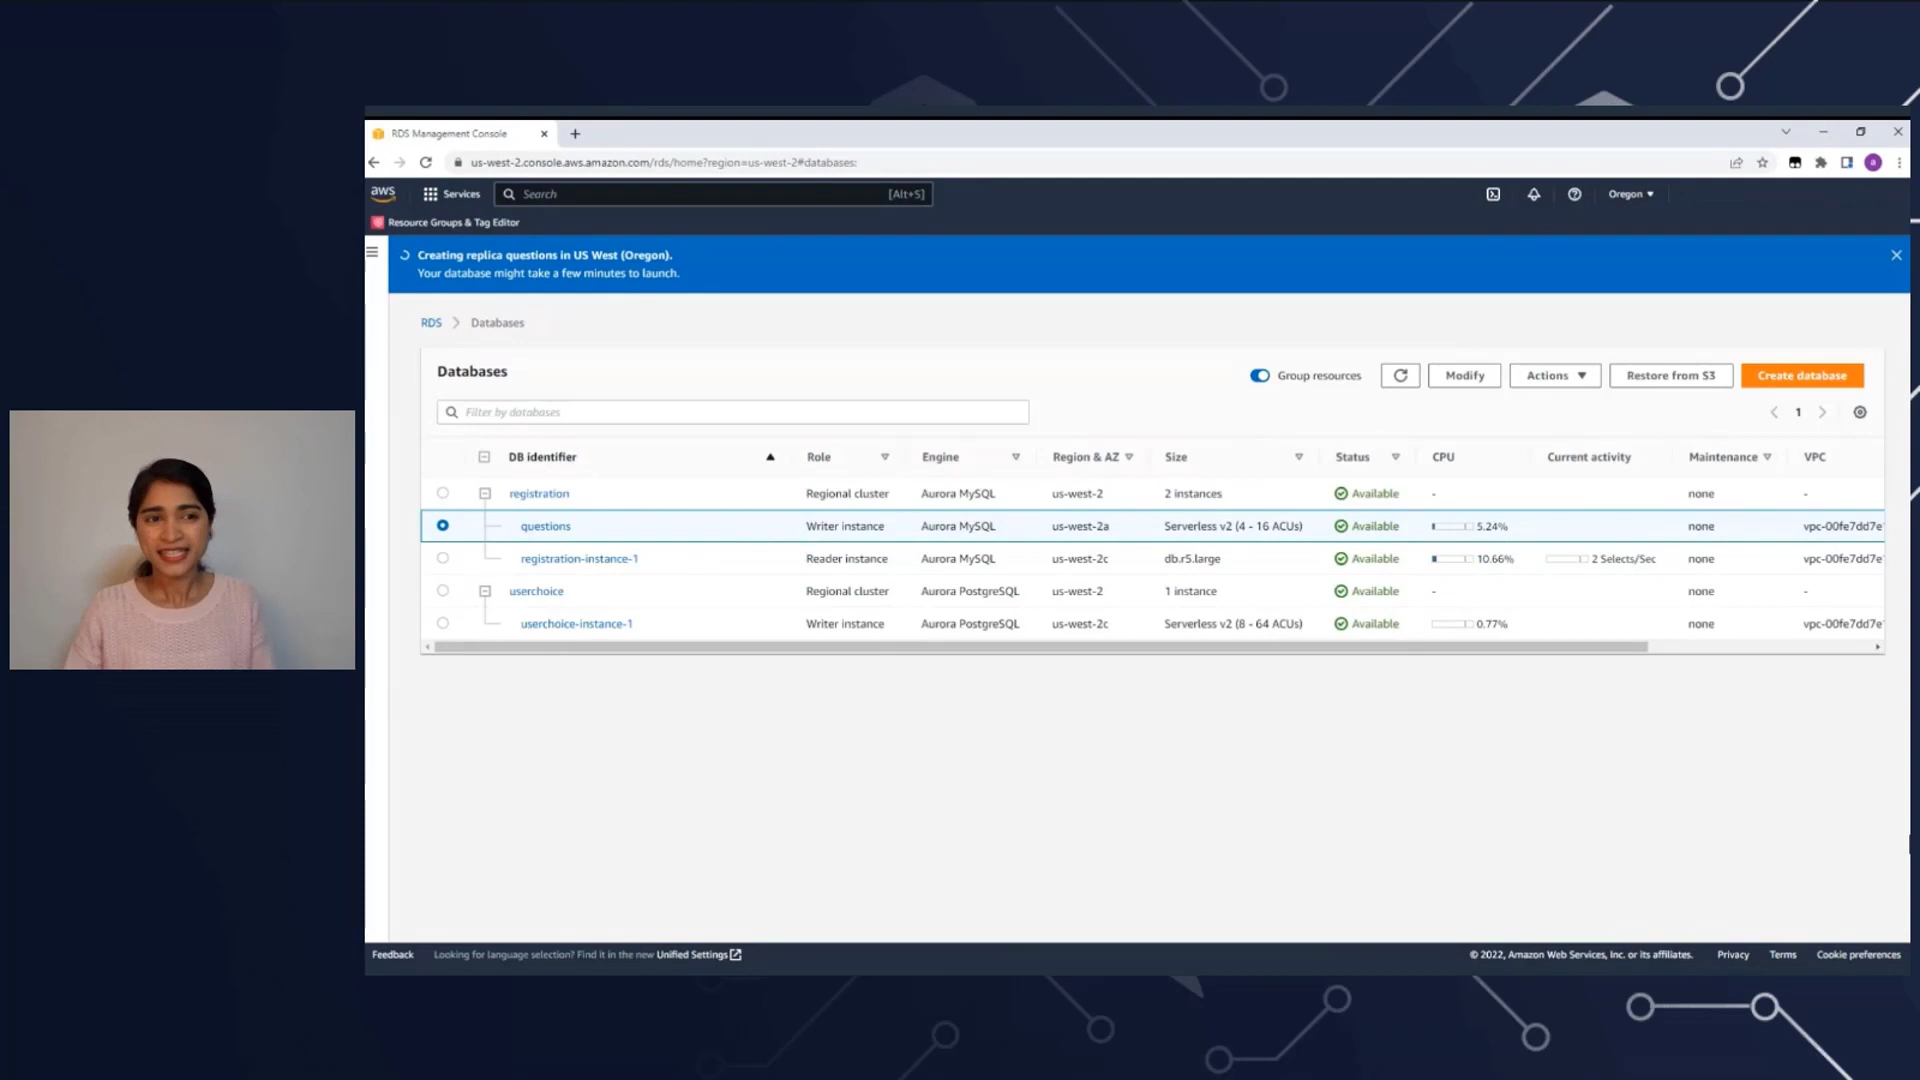 RDS Management Console
us-west-2.console.aws.amazon.com/rds/home?region=us-west-2#databases:
a
aws Services Search [Alt+S] Oregon
Resource Groups & Tag Editor
Creating replica questions in US West (Oregon).
Your database might take a few minutes to launch.
RDS Databases
Databases Group resources Modify Actions Restore from S3 Create database
Filter by databases 1
DB identifier Role Engine Region & AZ Size Status CPU Current activity Maintenance VPC
registration Regional cluster Aurora MySQL us-west-2 2 instances Available - none -
questions Writer instance Aurora MySQL us-west-2a Serverless v2 (4 - 16 ACUs) Available 5.24% none vpc-00fe7dd7e
registration-instance-1 Reader instance Aurora MySQL us-west-2c db.r5.large Available 10.66% 2 Selects/Sec none vpc-00fe7dd7e
userchoice Regional cluster Aurora PostgreSQL us-west-2 1 instance Available - none -
userchoice-instance-1 Writer instance Aurora PostgreSQL us-west-2c Serverless v2 (8 - 64 ACUs) Available 0.77% none vpc-00fe7dd7e
Feedback Looking for language selection? Find it in the new Unified Settings © 2022, Amazon Web Services, Inc. or its affiliates. Privacy Terms Cookie preferences